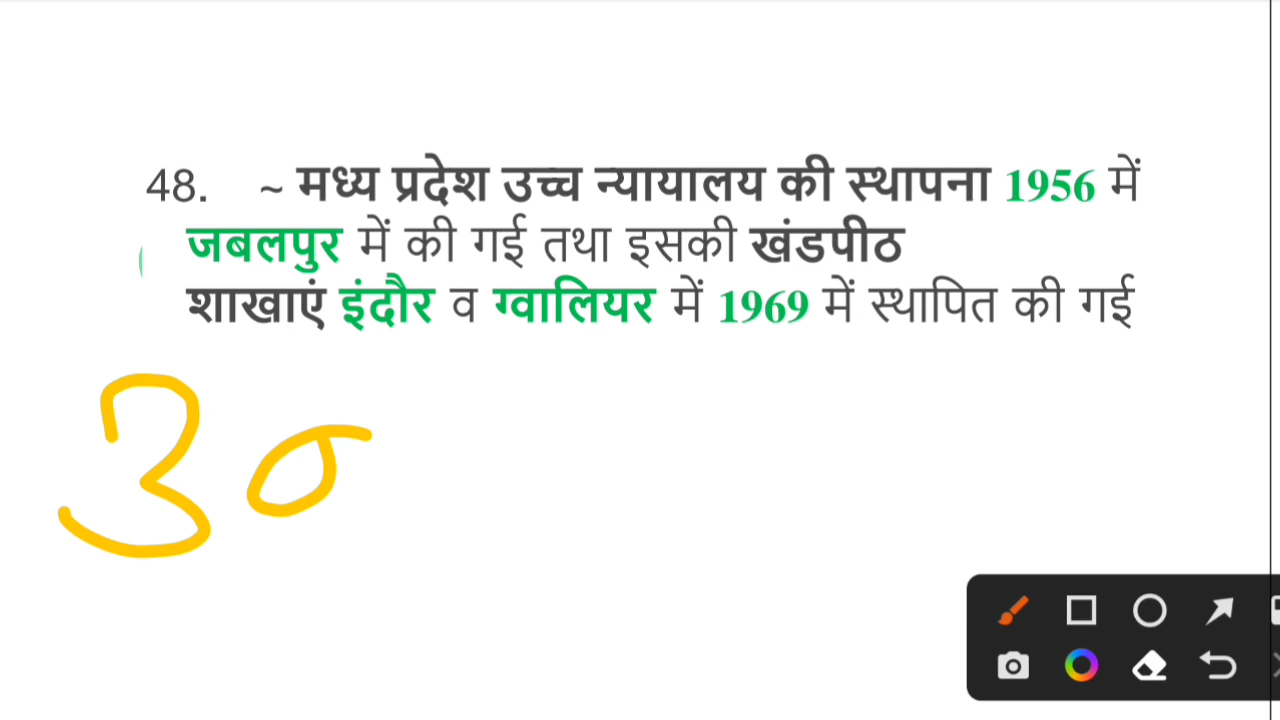 48. ~ मध्य प्रदेश उच्च न्यायालय की स्थापना 1956 में
जबलपुर में की गई तथा इसकी खंडपीठ
शाखाएं इंदौर व ग्वालियर में 1969 में स्थापित की गई
30